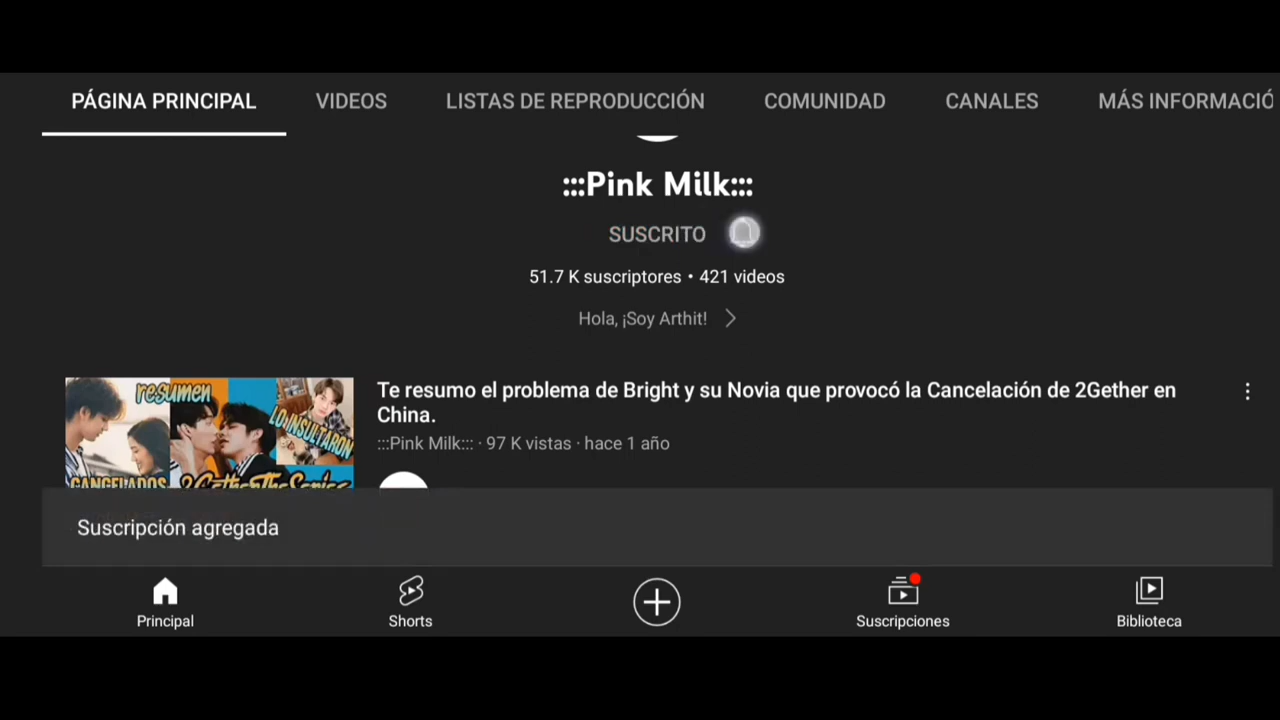 PÁGINA PRINCIPAL
VIDEOS
LISTAS DE REPRODUCCIÓN
COMUNIDAD
CANALES
MÁS INFORMACIÓ
:::Pink Milk:::
SUSCRITO
51.7 K suscriptores • 421 videos
Hola, ¡Soy Arthit!
resumen
LO INSULTARON
CANCELADOS
2GetherTheSeries
Te resumo el problema de Bright y su Novia que provocó la Cancelación de 2Gether en
China.
:::Pink Milk::: · 97 K vistas · hace 1 año
Suscripción agregada
Principal
Shorts
Suscripciones
Biblioteca